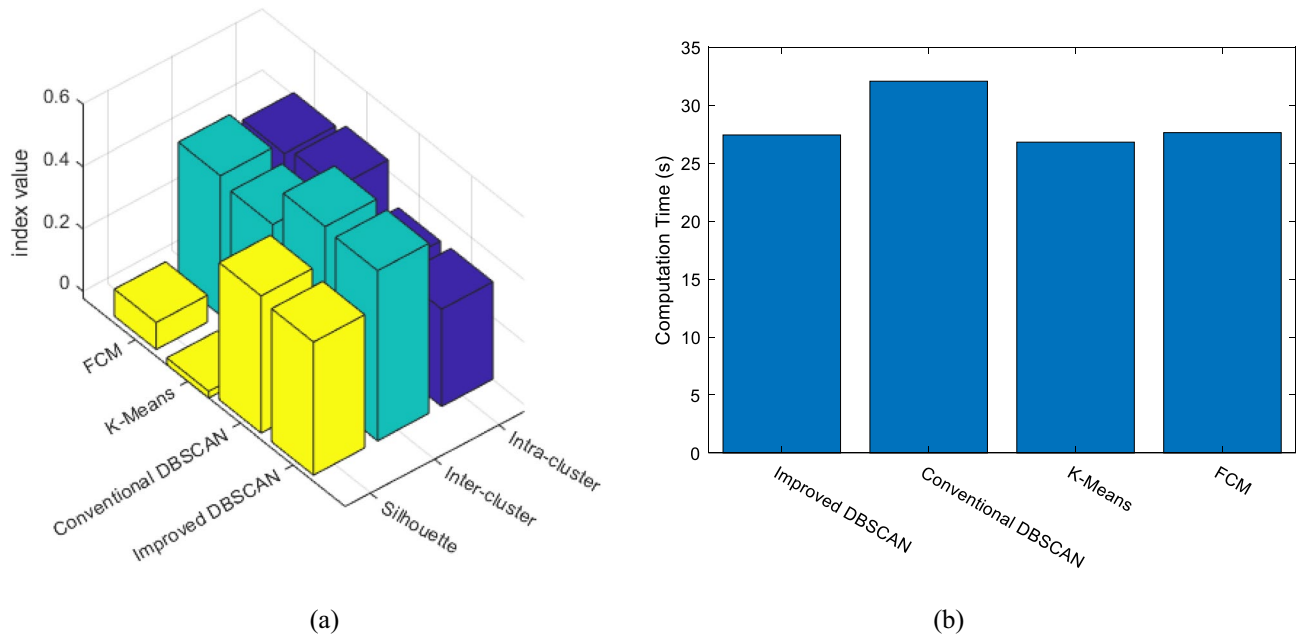 0.6
0.4
0.2
0
index value
FCM
K-Means
Conventional DBSCAN
Improved DBSCAN
Silhouette
Inter-cluster
Intra-cluster
(a)
35
30
25
20
15
10
5
0
Computation Time (s)
Improved DBSCAN
Conventional DBSCAN
K-Means
FCM
(b)